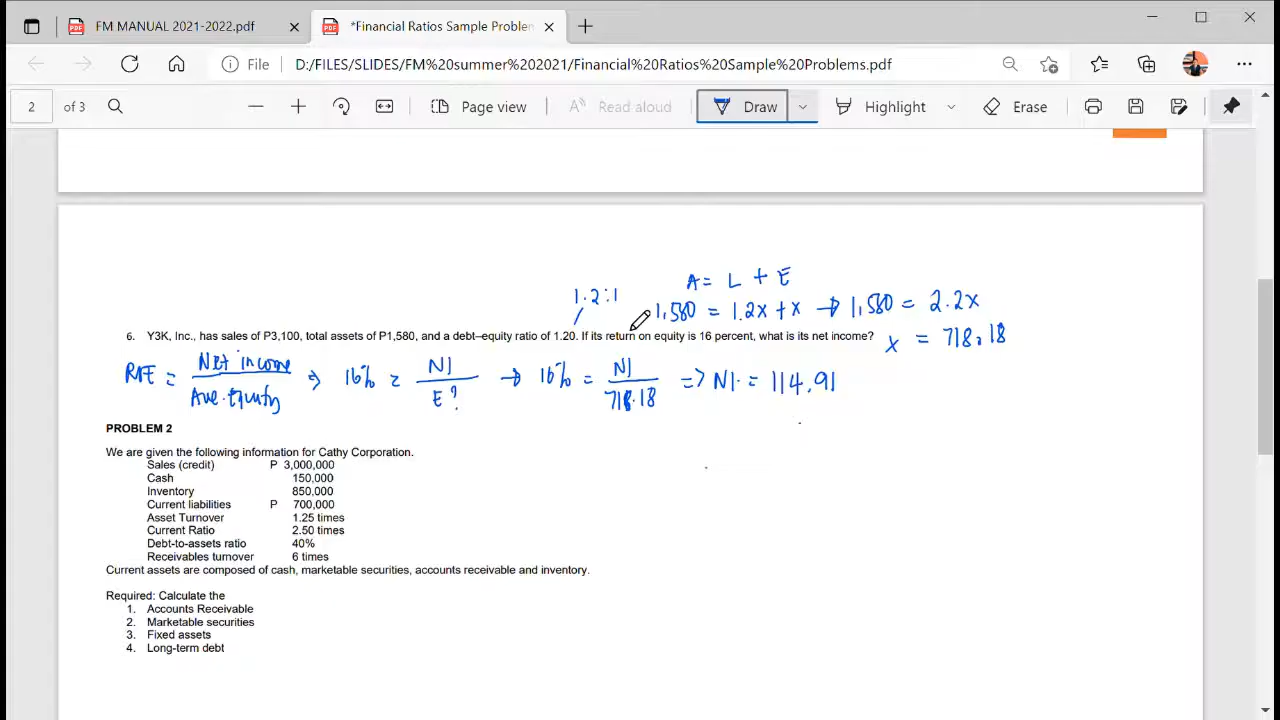 FM MANUAL 2021-2022.pdf
*Financial Ratios Sample Problem
File D:/FILES/SLIDES/FM%20summer%202021/Financial%20Ratios%20Sample%20Problems.pdf
2 of 3 Page view Read aloud Draw Highlight Erase
A = L + E
1.2:1
1,580 = 1.2x + x → 1,580 = 2.2x
6. Y3K, Inc., has sales of P3,100, total assets of P1,580, and a debt–equity ratio of 1.20. If its return on equity is 16 percent, what is its net income?
x = 718.18
ROE = Net income / Ave. Equity ⇒ 16% = NI / E? → 16% = NI / 718.18 => NI = 114.91
PROBLEM 2
We are given the following information for Cathy Corporation.
Sales (credit) P 3,000,000
Cash 150,000
Inventory 850,000
Current liabilities P 700,000
Asset Turnover 1.25 times
Current Ratio 2.50 times
Debt-to-assets ratio 40%
Receivables turnover 6 times
Current assets are composed of cash, marketable securities, accounts receivable and inventory.
Required: Calculate the
1. Accounts Receivable
2. Marketable securities
3. Fixed assets
4. Long-term debt